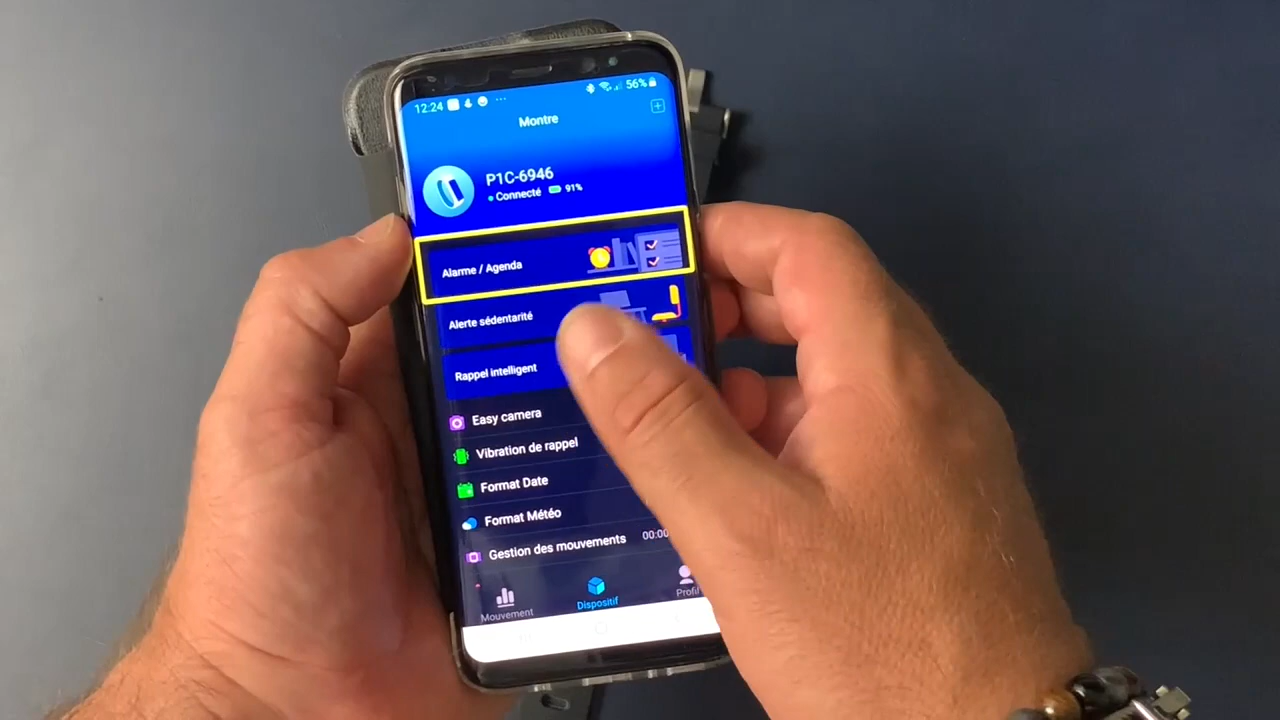 12:24
56%
Montre
P1C-6946
Connecté 91%
Alarme / Agenda
Alerte sédentarité
Rappel intelligent
Easy camera
Vibration de rappel
Format Date
Format Météo
Gestion des mouvements 00:00
Mouvement
Dispositif
Profil